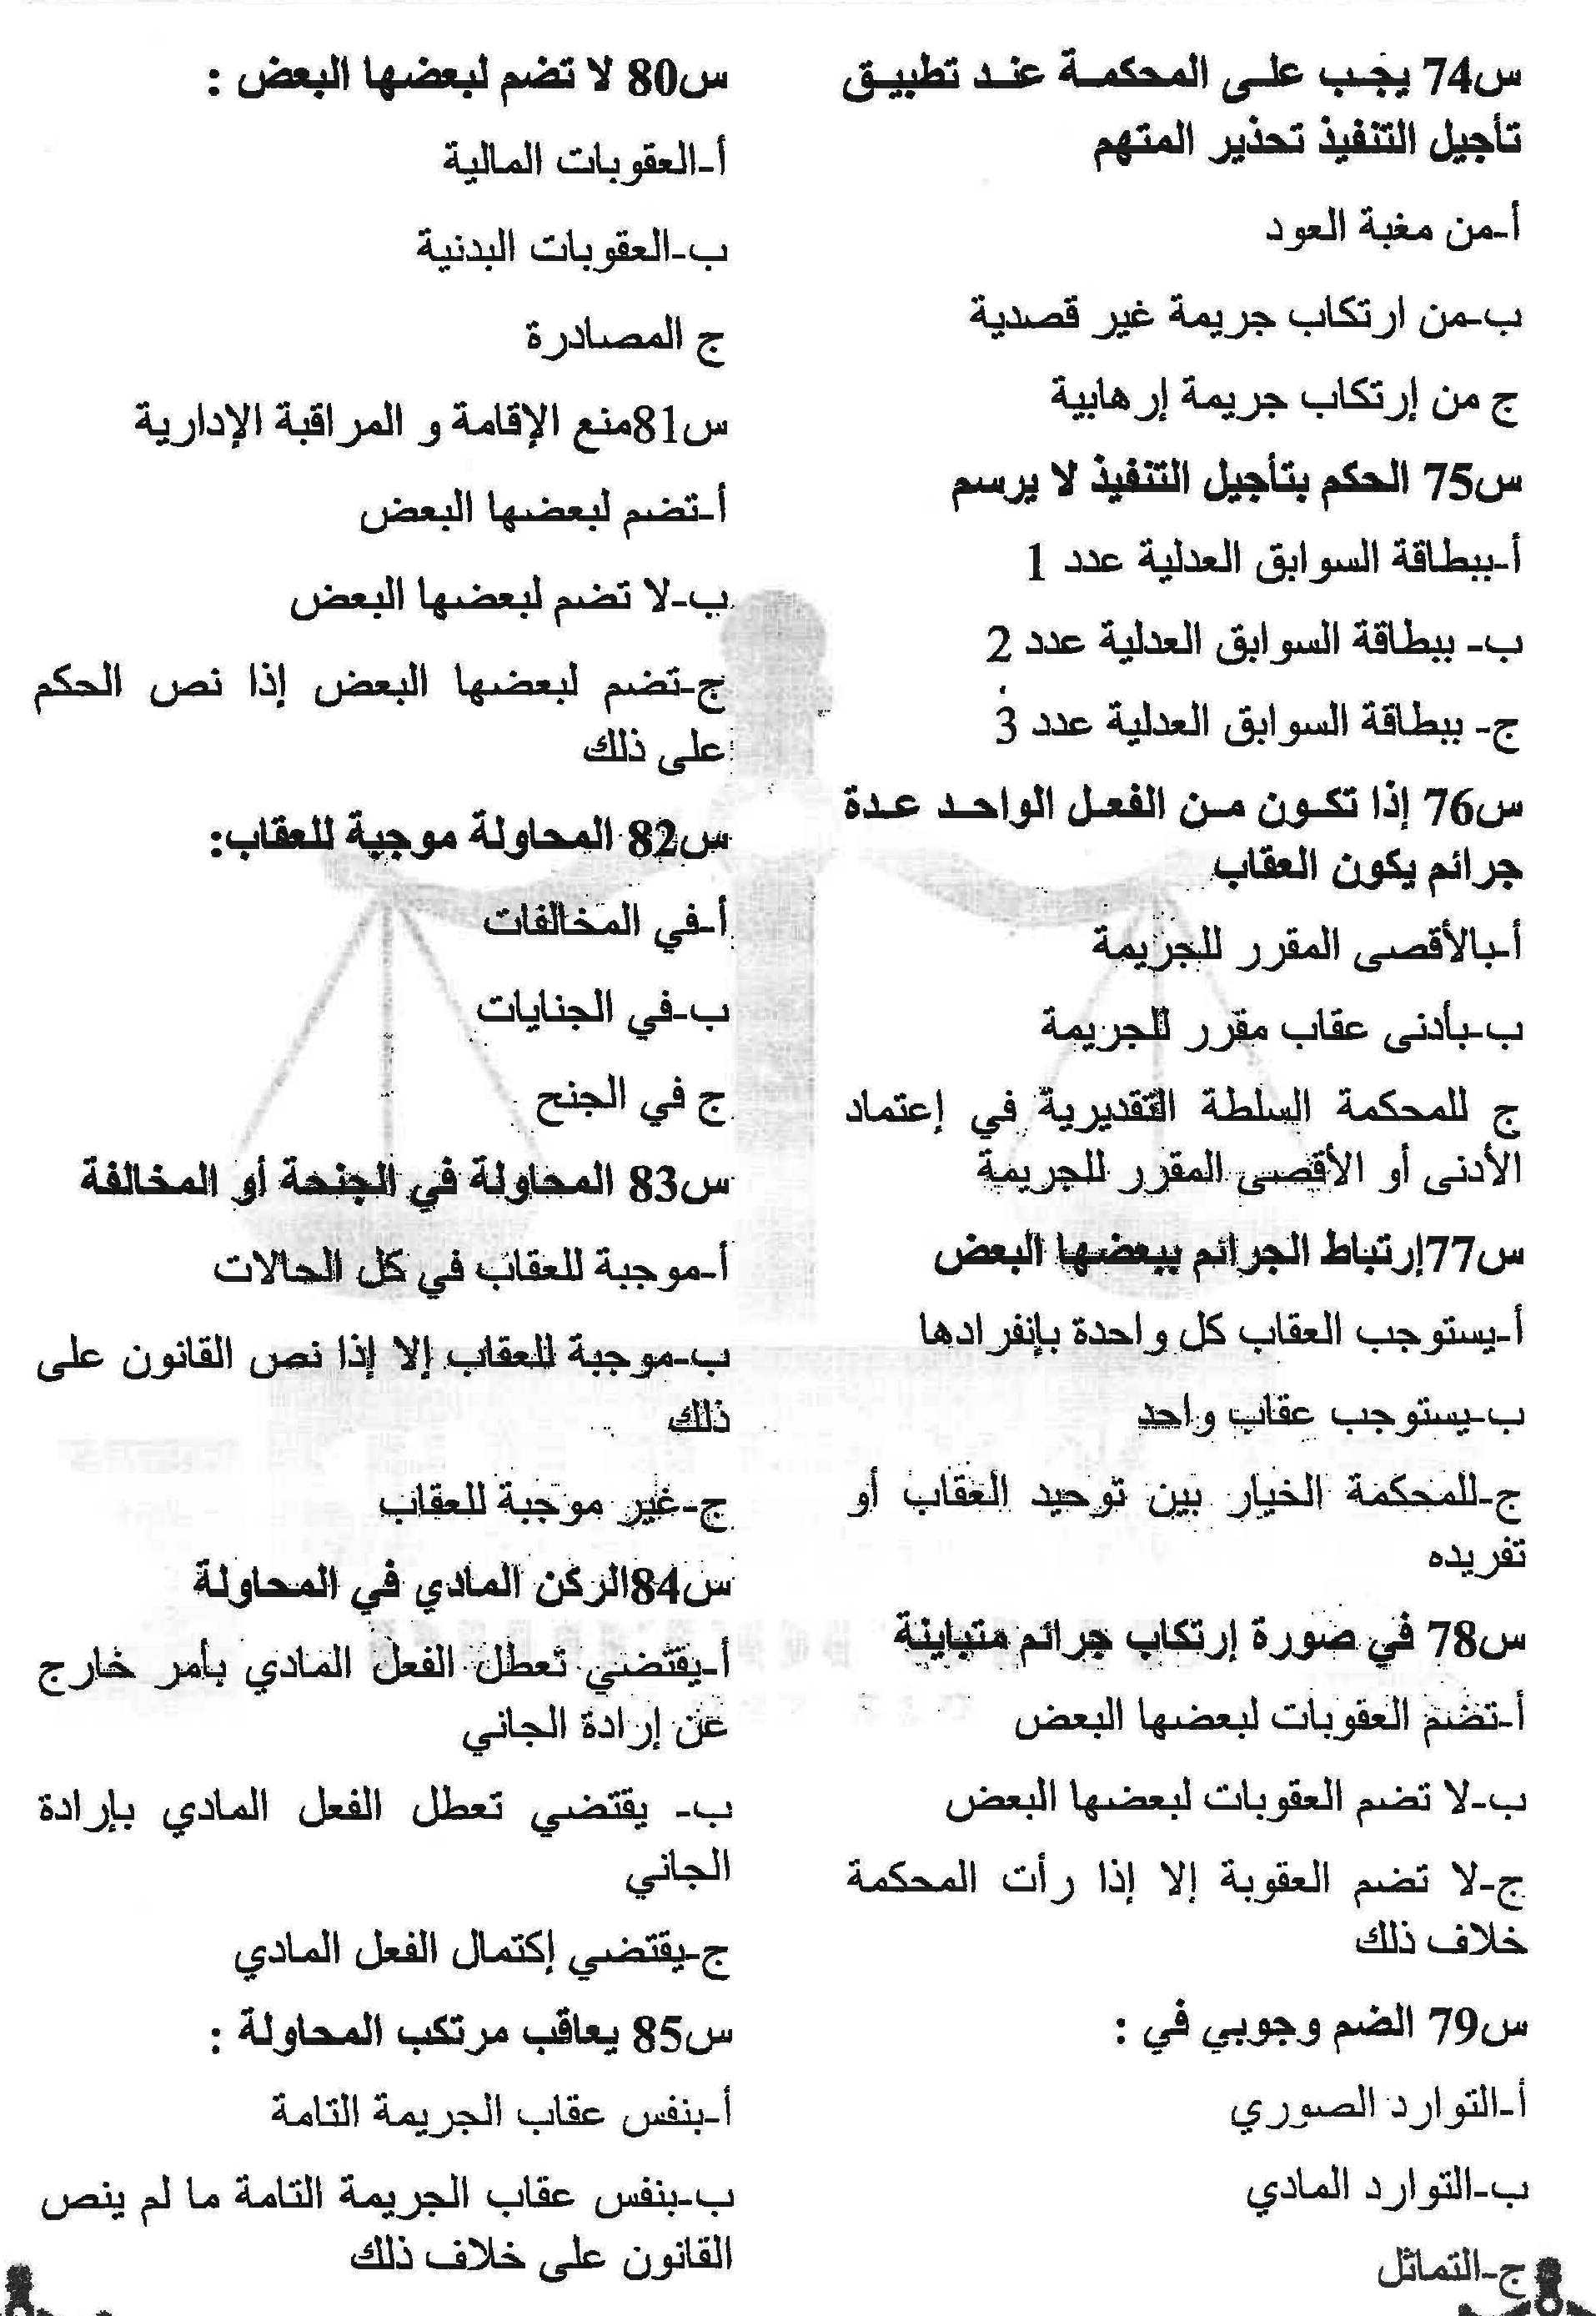 س74 يجب على المحكمة عند تطبيق
تأجيل التنفيذ تحذير المتهم
أ-من مغبة العود
ب-من ارتكاب جريمة غير قصدية
ج من إرتكاب جريمة إرهابية
س75 الحكم بتأجيل التنفيذ لا يرسم
أ-ببطاقة السوابق العدلية عدد 1
ب- ببطاقة السوابق العدلية عدد 2
ج- ببطاقة السوابق العدلية عدد 3
س76 إذا تكون من الفعل الواحد عدة
جرائم يكون العقاب
أ-بالأقصى المقرر للجريمة
ب-بأدنى عقاب مقرر للجريمة
ج للمحكمة السلطة التقديرية في إعتماد
الأدنى أو الأقصى المقرر للجريمة
س77إرتباط الجرائم ببعضها البعض
أ-يستوجب العقاب كل واحدة بإنفرادها
ب-يستوجب عقاب واحد
ج-للمحكمة الخيار بين توحيد العقاب أو
تفريده
س78 في صورة إرتكاب جرائم متباينة
أ-تضم العقوبات لبعضها البعض
ب-لا تضم العقوبات لبعضها البعض
ج-لا تضم العقوبة إلا إذا رأت المحكمة
خلاف ذلك
س79 الضم وجوبي في :
أ-التوارد الصوري
ب-التوارد المادي
ج-التماثل
س80 لا تضم لبعضها البعض :
أ-العقوبات المالية
ب-العقوبات البدنية
ج المصادرة
س81منع الإقامة و المراقبة الإدارية
أ-تضم لبعضها البعض
ب-لا تضم لبعضها البعض
ج-تضم لبعضها البعض إذا نص الحكم
على ذلك
س82 المحاولة موجبة للعقاب:
أ-في المخالفات
ب-في الجنايات
ج في الجنح
س83 المحاولة في الجنحة أو المخالفة
أ-موجبة للعقاب في كل الحالات
ب-موجبة للعقاب إلا إذا نص القانون على
ذلك
ج-غير موجبة للعقاب
س84الركن المادي في المحاولة
أ-يقتضي تعطل الفعل المادي بأمر خارج
عن إرادة الجاني
ب- يقتضي تعطل الفعل المادي بإرادة
الجاني
ج-يقتضي إكتمال الفعل المادي
س85 يعاقب مرتكب المحاولة :
أ-بنفس عقاب الجريمة التامة
ب-بنفس عقاب الجريمة التامة ما لم ينص
القانون على خلاف ذلك